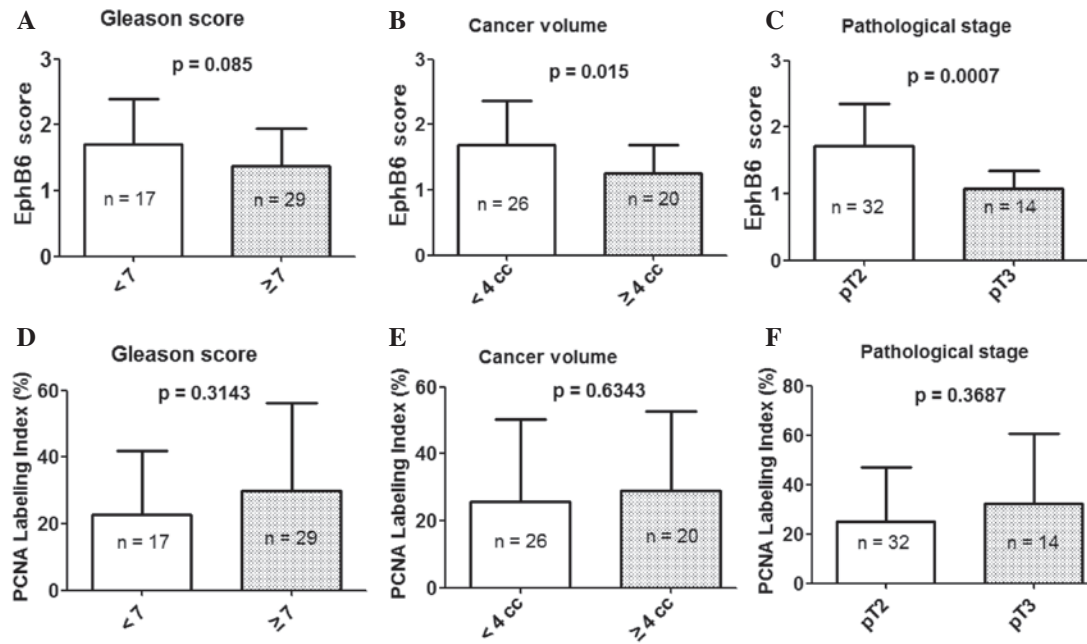 A
Gleason score
EphB6 score
3
2
1
0
p = 0.085
n = 17
n = 29
< 7
≥ 7
B
Cancer volume
EphB6 score
3
2
1
0
p = 0.015
n = 26
n = 20
< 4 cc
≥ 4 cc
C
Pathological stage
EphB6 score
3
2
1
0
p = 0.0007
n = 32
n = 14
pT2
pT3
D
Gleason score
PCNA Labeling Index (%)
60
40
20
0
p = 0.3143
n = 17
n = 29
< 7
≥ 7
E
Cancer volume
PCNA Labeling Index (%)
60
40
20
0
p = 0.6343
n = 26
n = 20
< 4 cc
≥ 4 cc
F
Pathological stage
PCNA Labeling Index (%)
80
60
40
20
0
p = 0.3687
n = 32
n = 14
pT2
pT3